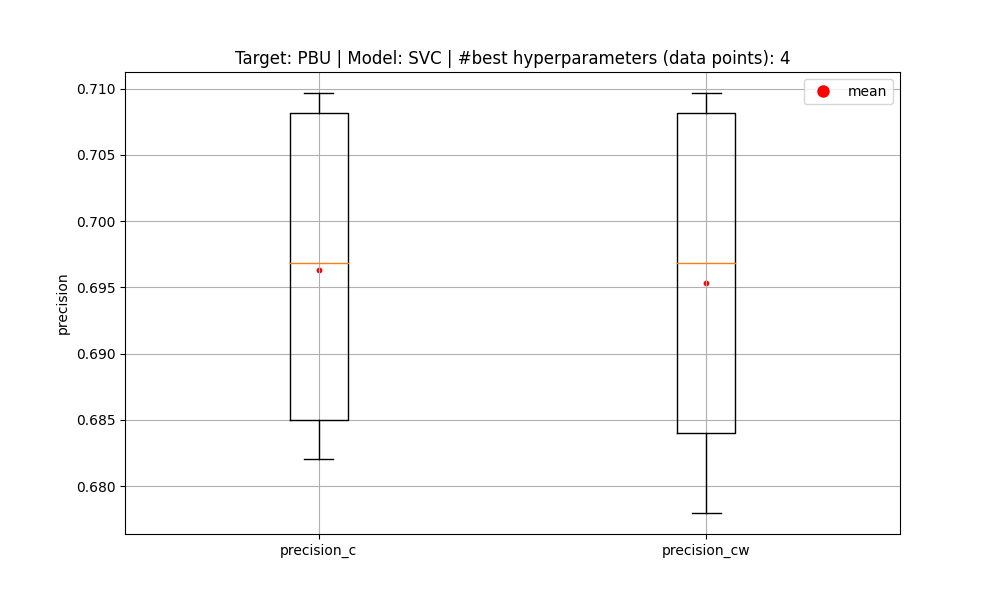 Target: PBU | Model: SVC | #best hyperparameters (data points): 4
mean
0.710
0.705
0.700
0.695
0.690
0.685
0.680
precision
precision_c
precision_cw